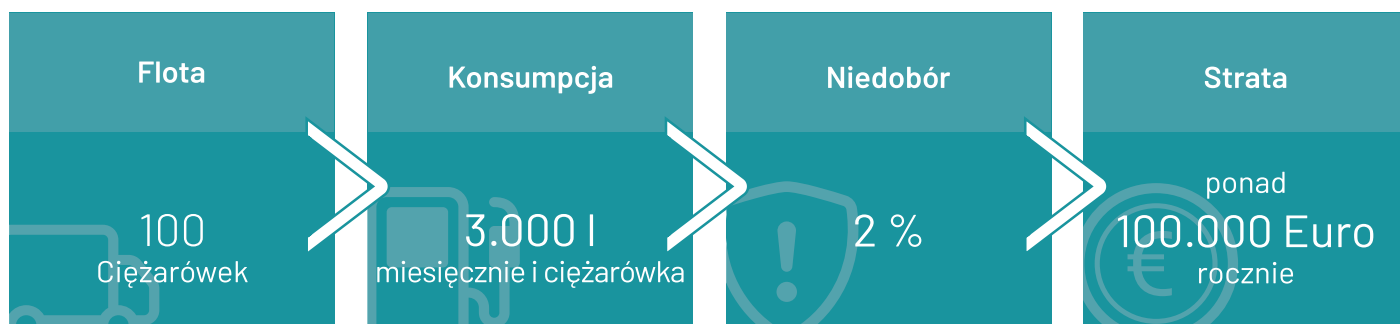 Flota
100
Ciężarówek
Konsumpcja
3.000 l
miesięcznie i ciężarówka
Niedobór
2 %
Strata
ponad
100.000 Euro
rocznie